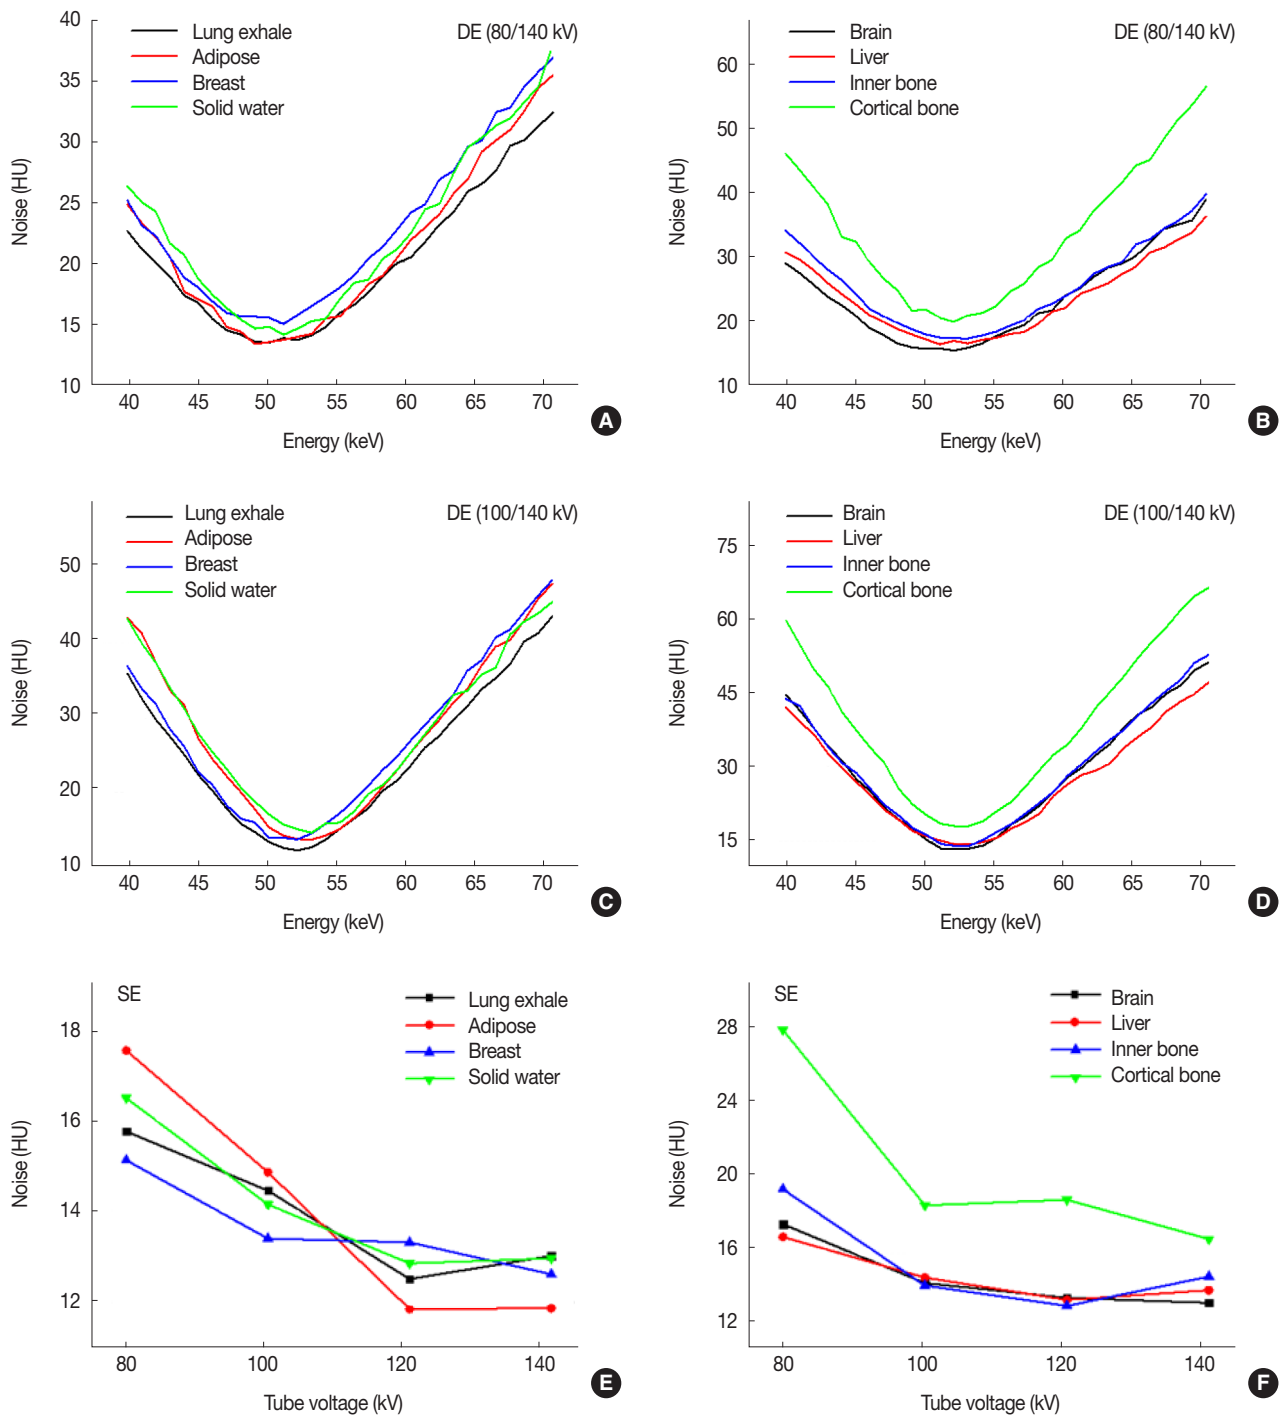 Lung exhale
Adipose
Breast
Solid water
DE (80/140 kV)
40
35
30
25
20
15
10
Noise (HU)
40 45 50 55 60 65 70
Energy (keV)
A
Brain
Liver
Inner bone
Cortical bone
DE (80/140 kV)
60
50
40
30
20
10
Noise (HU)
40 45 50 55 60 65 70
Energy (keV)
B
Lung exhale
Adipose
Breast
Solid water
DE (100/140 kV)
50
40
30
20
10
Noise (HU)
40 45 50 55 60 65 70
Energy (keV)
C
Brain
Liver
Inner bone
Cortical bone
DE (100/140 kV)
75
60
45
30
15
Noise (HU)
40 45 50 55 60 65 70
Energy (keV)
D
SE
Lung exhale
Adipose
Breast
Solid water
18
16
14
12
Noise (HU)
80 100 120 140
Tube voltage (kV)
E
SE
Brain
Liver
Inner bone
Cortical bone
28
24
20
16
12
Noise (HU)
80 100 120 140
Tube voltage (kV)
F